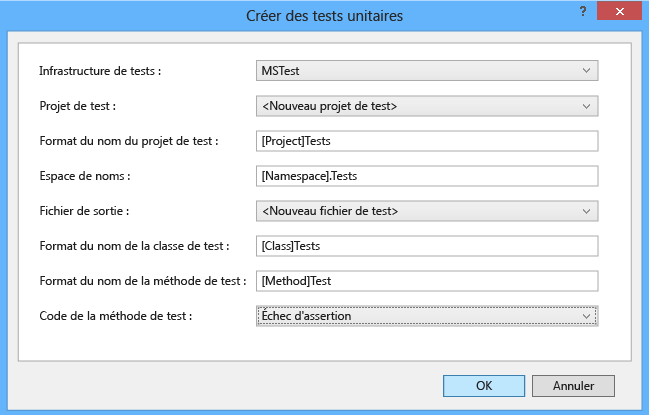 Créer des tests unitaires
?
Infrastructure de tests : MSTest
Projet de test : <Nouveau projet de test>
Format du nom du projet de test : [Project]Tests
Espace de noms : [Namespace].Tests
Fichier de sortie : <Nouveau fichier de test>
Format du nom de la classe de test : [Class]Tests
Format du nom de la méthode de test : [Method]Test
Code de la méthode de test : Échec d'assertion
OK Annuler